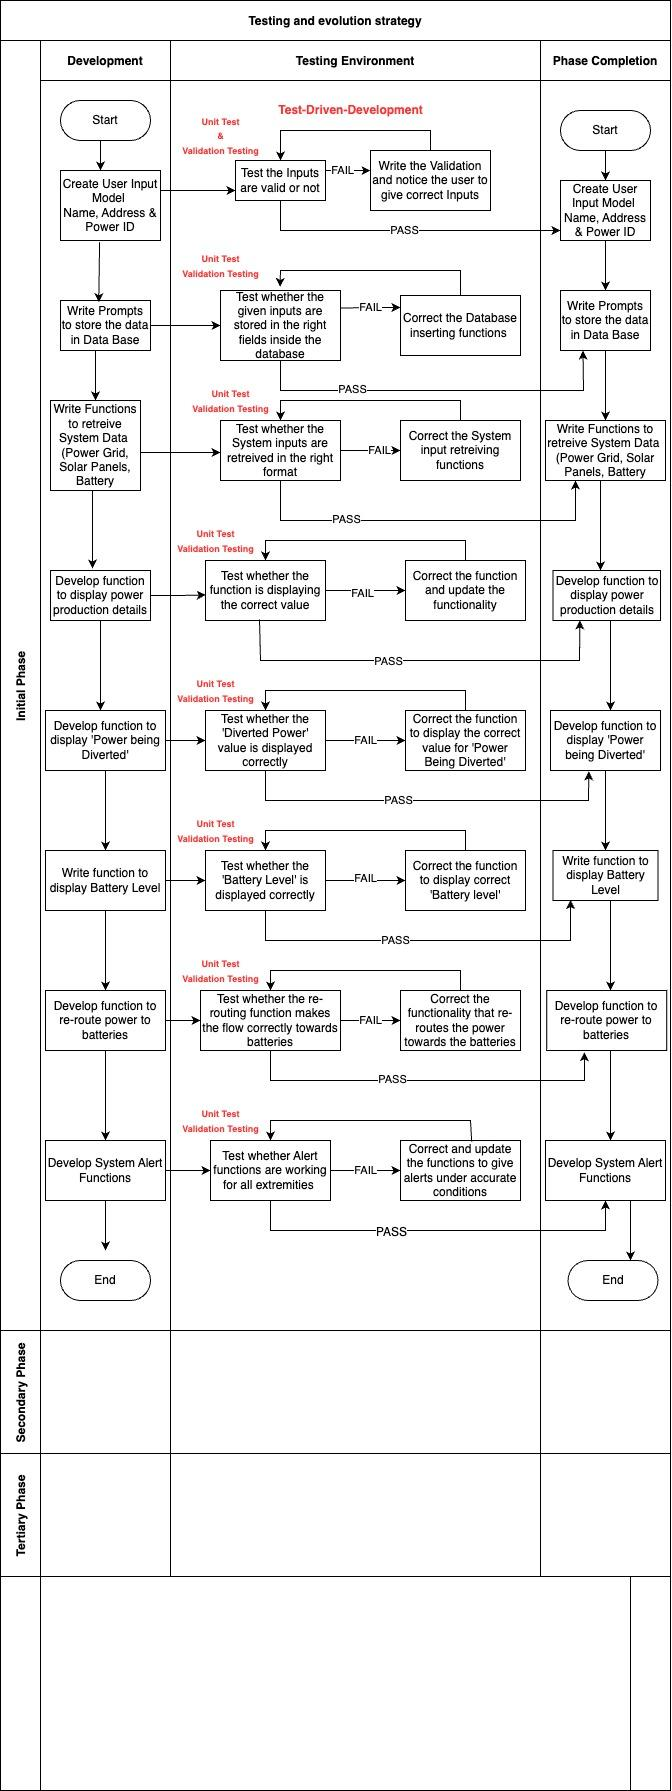 Testing and evolution strategy
Development
Testing Environment
Phase Completion
Initial Phase
Start
Unit Test
&
Validation Testing
Test-Driven-Development
Start
Create User Input
Model
Name, Address &
Power ID
Test the Inputs
are valid or not
FAIL
Write the Validation
and notice the user to
give correct Inputs
PASS
Create User
Input Model
Name, Address
& Power ID
Unit Test
Validation Testing
Write Prompts
to store the data
in Data Base
Test whether the
given inputs are
stored in the right
fields inside the
database
FAIL
Correct the Database
inserting functions
PASS
Write Prompts
to store the data
in Data Base
Unit Test
Validation Testing
Write Functions
to retreive
System Data
(Power Grid,
Solar Panels,
Battery
Test whether the
System inputs are
retreived in the right
format
FAIL
Correct the System
input retreiving
functions
PASS
Write Functions to
retreive System Data
(Power Grid, Solar
Panels, Battery
Unit Test
Validation Testing
Develop function
to display power
production details
Test whether the
function is displaying
the correct value
FAIL
Correct the function
and update the
functionality
PASS
Develop function to
display power
production details
Unit Test
Validation Testing
Develop function to
display 'Power being
Diverted'
Test whether the
'Diverted Power'
value is displayed
correctly
FAIL
Correct the function
to display the correct
value for 'Power
Being Diverted'
PASS
Develop function to
display 'Power
being Diverted'
Unit Test
Validation Testing
Write function to
display Battery Level
Test whether the
'Battery Level' is
displayed correctly
FAIL
Correct the function
to display correct
'Battery level'
PASS
Write function to
display Battery
Level
Unit Test
Validation Testing
Develop function to
re-route power to
batteries
Test whether the re-
routing function makes
the flow correctly towards
batteries
FAIL
Correct the
functionality that re-
routes the power
towards the batteries
PASS
Develop function to
re-route power to
batteries
Unit Test
Validation Testing
Develop System Alert
Functions
Test whether Alert
functions are working
for all extremities
FAIL
Correct and update
the functions to give
alerts under accurate
conditions
PASS
Develop System Alert
Functions
End
End
Secondary Phase
Tertiary Phase